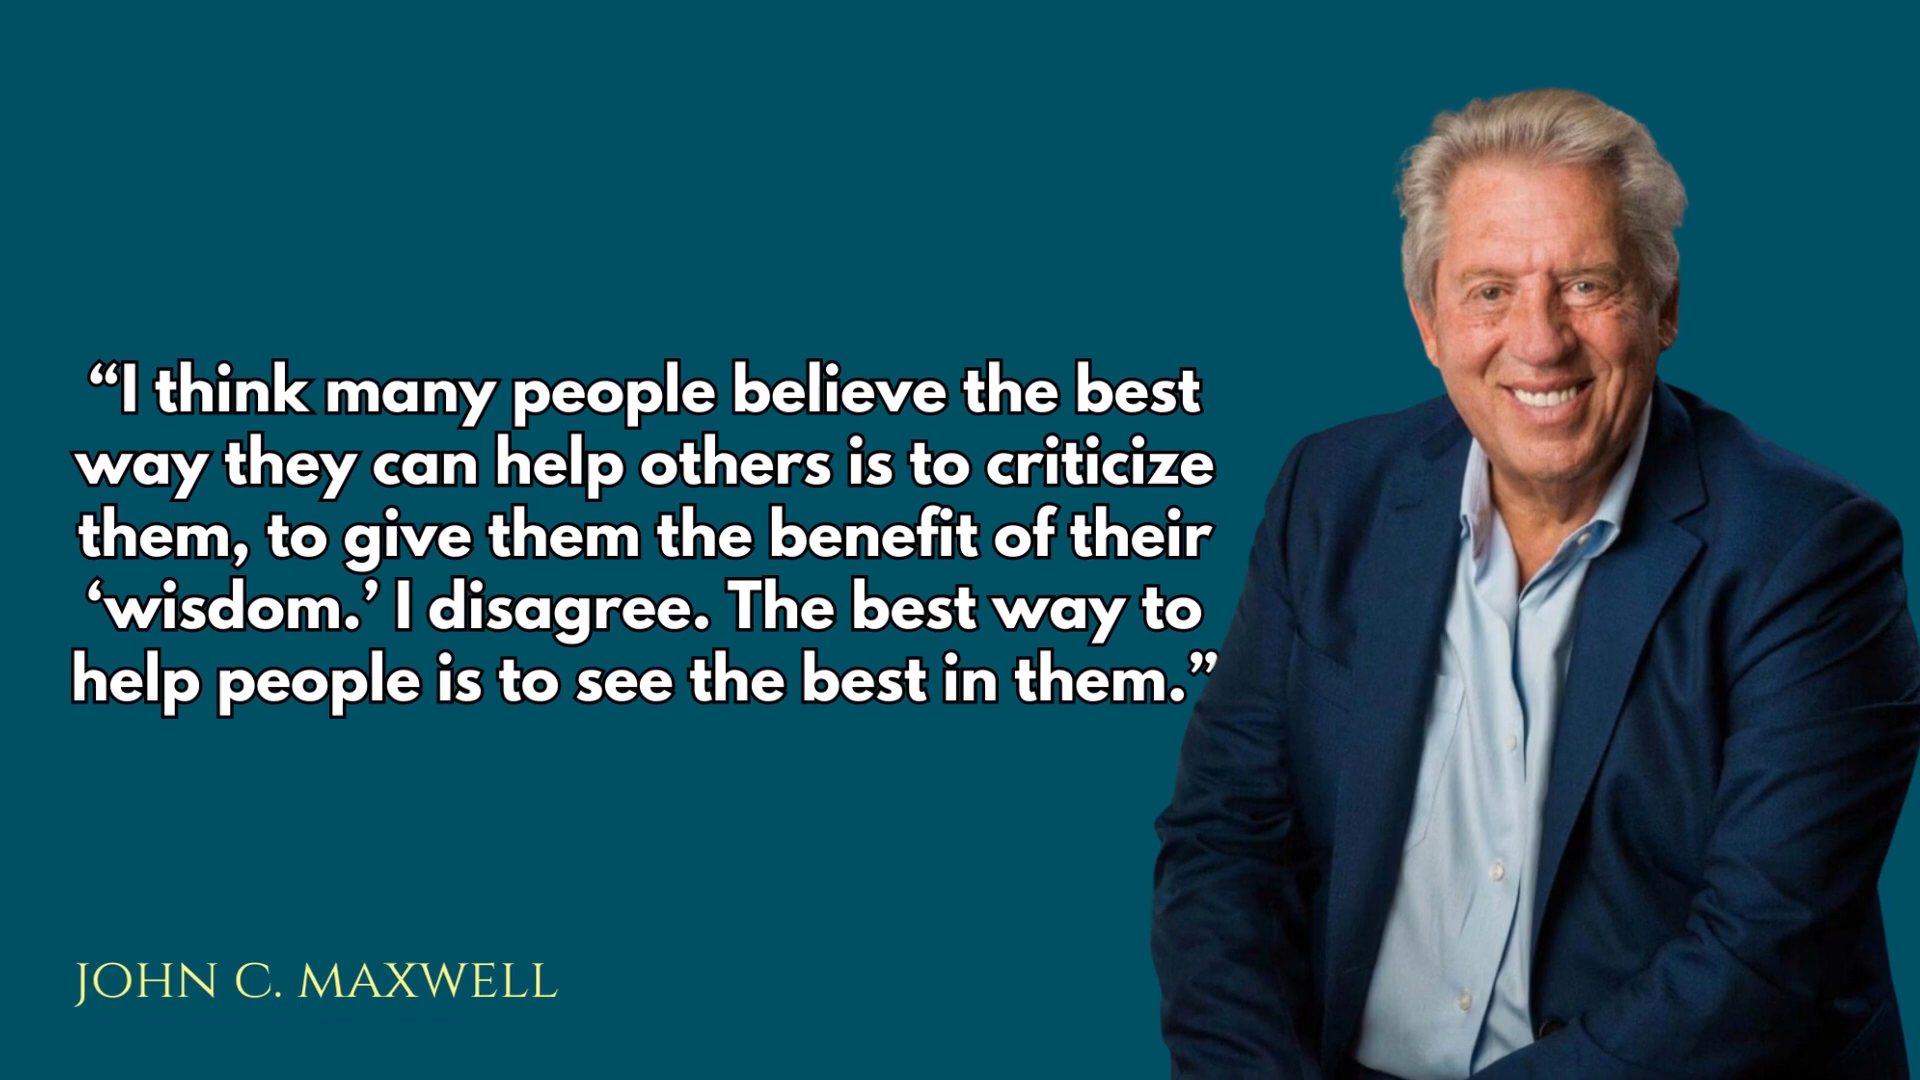 “I think many people believe the best
way they can help others is to criticize
them, to give them the benefit of their
‘wisdom.’ I disagree. The best way to
help people is to see the best in them.”
JOHN C. MAXWELL